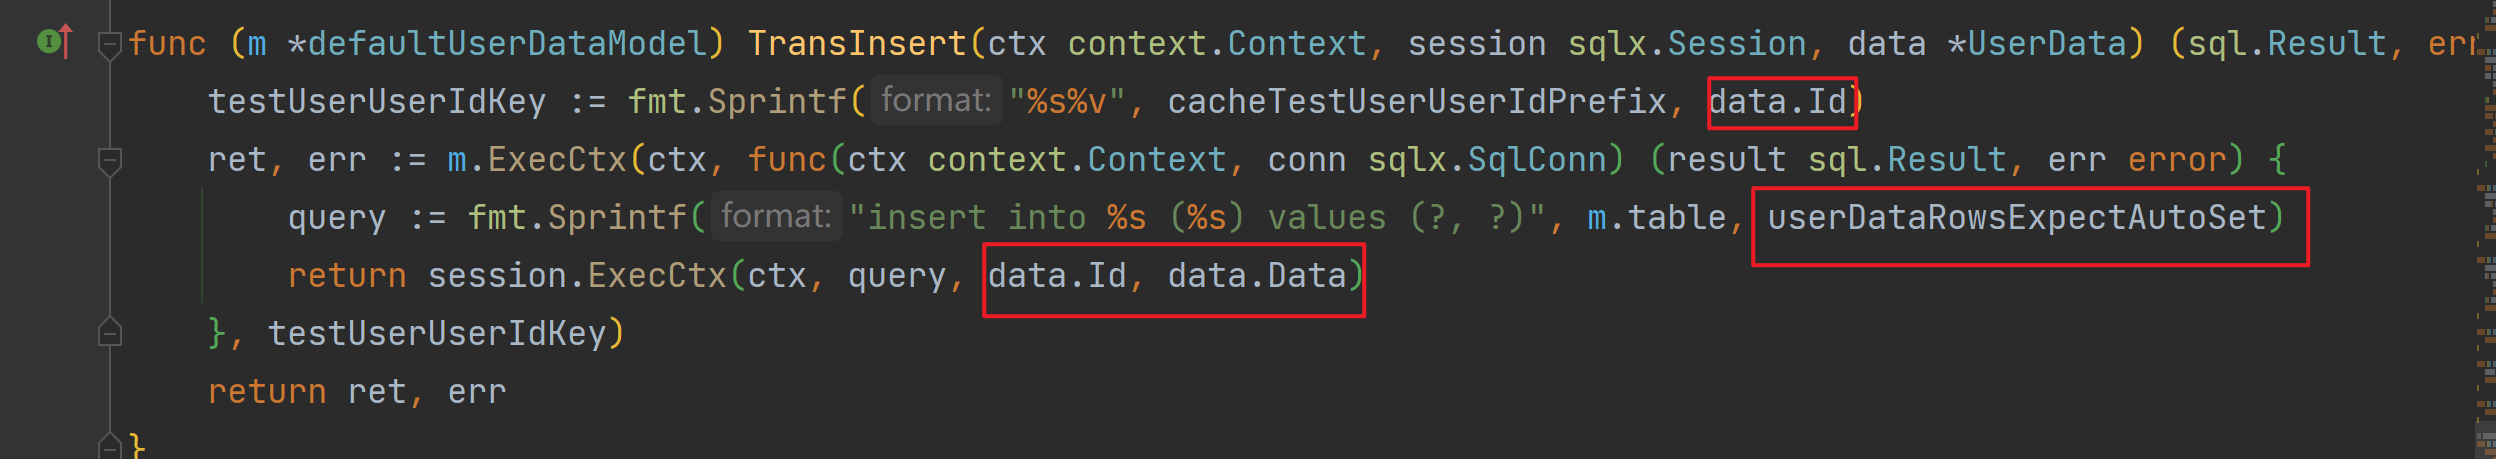 func (m *defaultUserDataModel) TransInsert(ctx context.Context, session sqlx.Session, data *UserData) (sql.Result, err
testUserUserIdKey := fmt.Sprintf( format: "%s%v", cacheTestUserUserIdPrefix, data.Id)
ret, err := m.ExecCtx(ctx, func(ctx context.Context, conn sqlx.SqlConn) (result sql.Result, err error) {
query := fmt.Sprintf( format: "insert into %s (%s) values (?, ?)", m.table, userDataRowsExpectAutoSet)
return session.ExecCtx(ctx, query, data.Id, data.Data)
}, testUserUserIdKey)
return ret, err
}